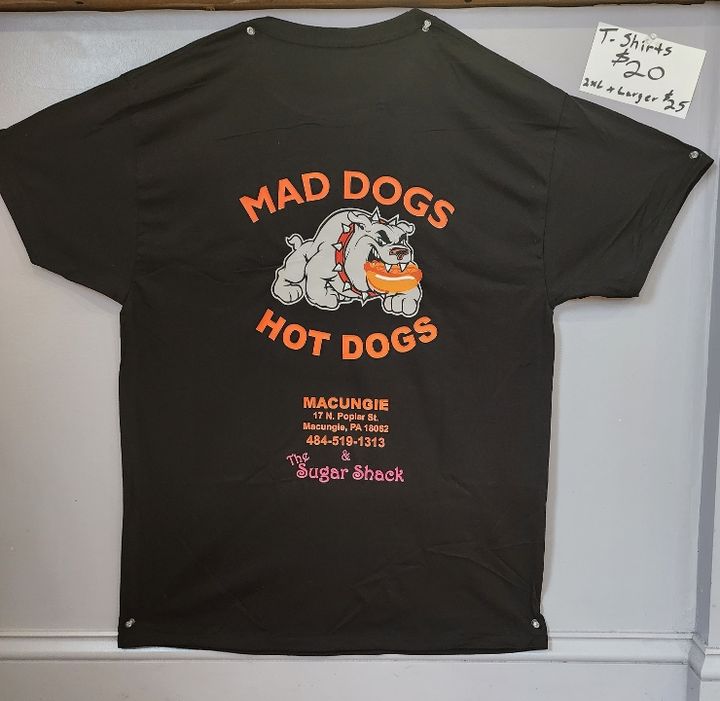 T-Shirts
$20
2XL + Larger $25
MAD DOGS
HOT DOGS
MACUNGIE
17 N. Poplar St.
Macungie, PA 18062
484-519-1313
&
The
Sugar Shack